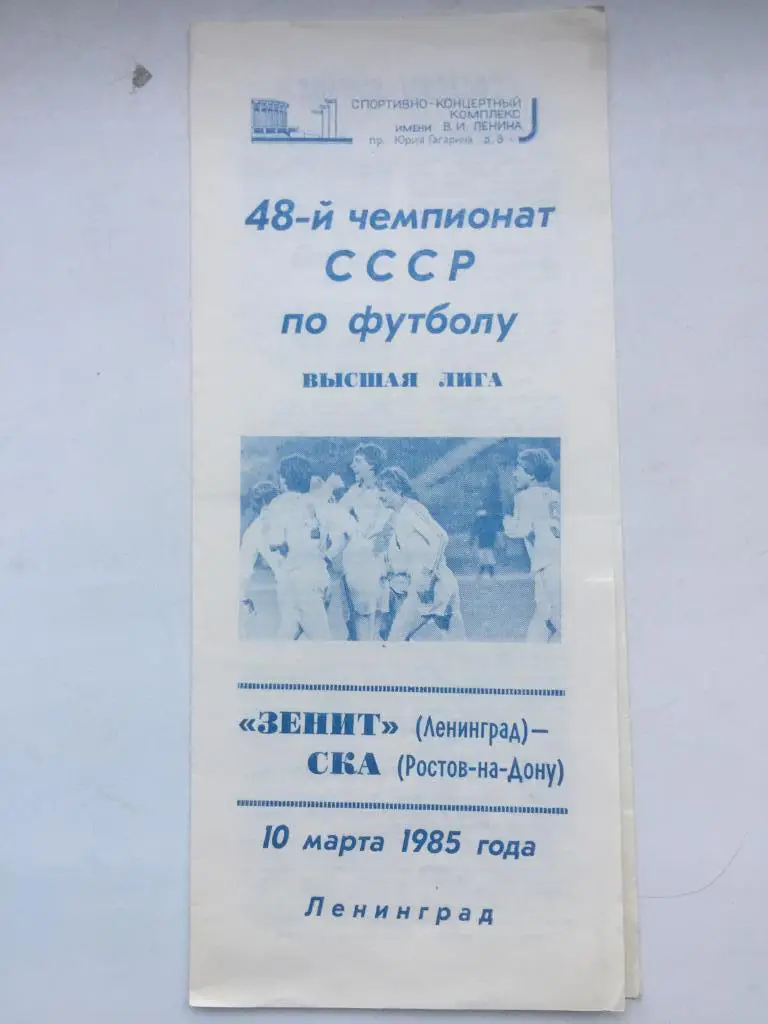 СПОРТИВНО-КОНЦЕРТНЫЙ
КОМПЛЕКС
ИМЕНИ В. И. ЛЕНИНА
пр. Юрия Гагарина д. 8
48-й чемпионат
СССР
по футболу
ВЫСШАЯ ЛИГА
«ЗЕНИТ» (Ленинград)—
СКА (Ростов-на-Дону)
10 марта 1985 года
Ленинград